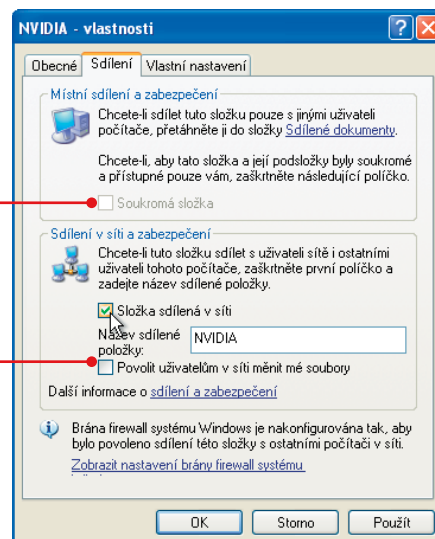 NVIDIA - vlastnosti
Obecné Sdílení Vlastní nastavení
Místní sdílení a zabezpečení
Chcete-li sdílet tuto složku pouze s jinými uživateli
počítače, přetáhněte ji do složky Sdílené dokumenty.
Chcete-li, aby tato složka a její podsložky byly soukromé
a přístupné pouze vám, zaškrtněte následující políčko.
Soukromá složka
Sdílení v síti a zabezpečení
Chcete-li tuto složku sdílet s uživateli sítě i ostatními
uživateli tohoto počítače, zaškrtněte první políčko a
zadejte název sdílené položky.
Složka sdílená v síti
Název sdílené
položky: NVIDIA
Povolit uživatelům v síti měnit mé soubory
Další informace o sdílení a zabezpečení
Brána firewall systému Windows je nakonfigurována tak, aby
bylo povoleno sdílení této složky s ostatními počítači v síti.
Zobrazit nastavení brány firewall systému
OK Storno Použít